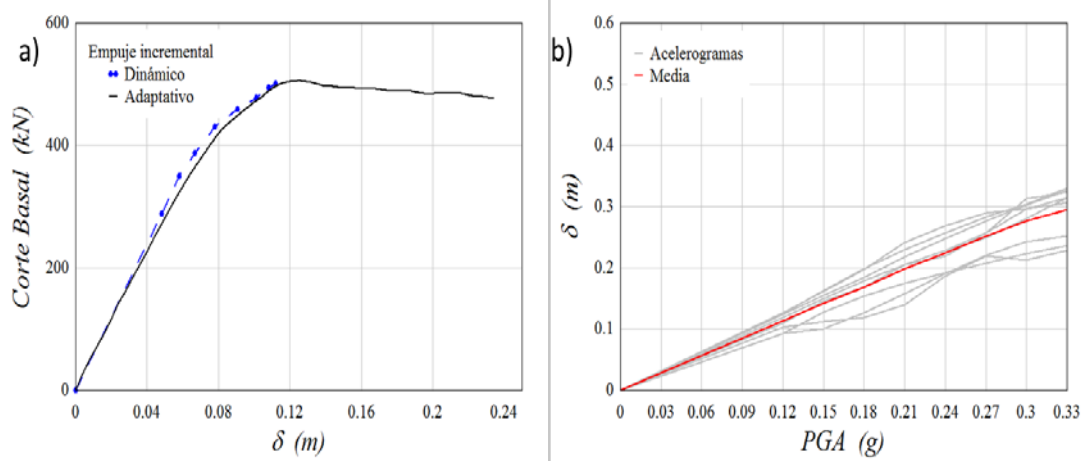 a)
Empuje incremental
Dinámico
Adaptativo
600
400
200
0
Corte Basal (kN)
0 0.04 0.08 0.12 0.16 0.2 0.24
δ (m)
b)
Acelerogramas
Media
0.6
0.5
0.4
0.3
0.2
0.1
0
δ (m)
0 0.03 0.06 0.09 0.12 0.15 0.18 0.21 0.24 0.27 0.3 0.33
PGA (g)